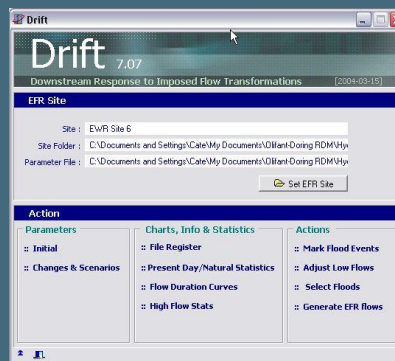 Drift
Drift 7.07
Downstream Response to Imposed Flow Transformations [2004-03-15]
EFR Site
Site : EWR Site 6
Site Folder : C:\Documents and Settings\Cate\My Documents\Olifant-Doring RDM\Hy
Parameter File : C:\Documents and Settings\Cate\My Documents\Olifant-Doring RDM\Hy
Set EFR Site
Action
Parameters
:: Initial
:: Changes & Scenarios
Charts, Info & Statistics
:: File Register
:: Present Day/Natural Statistics
:: Flow Duration Curves
:: High Flow Stats
Actions
:: Mark Flood Events
:: Adjust Low Flows
:: Select Floods
:: Generate EFR flows